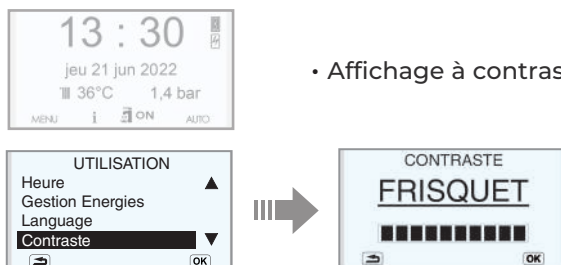 13 : 30
jeu 21 jun 2022
36°C 1,4 bar
MENU i ON AUTO
• Affichage à
UTILISATION
Heure
Gestion Energies
Language
Contraste
OK
CONTRASTE
FRISQUET
OK